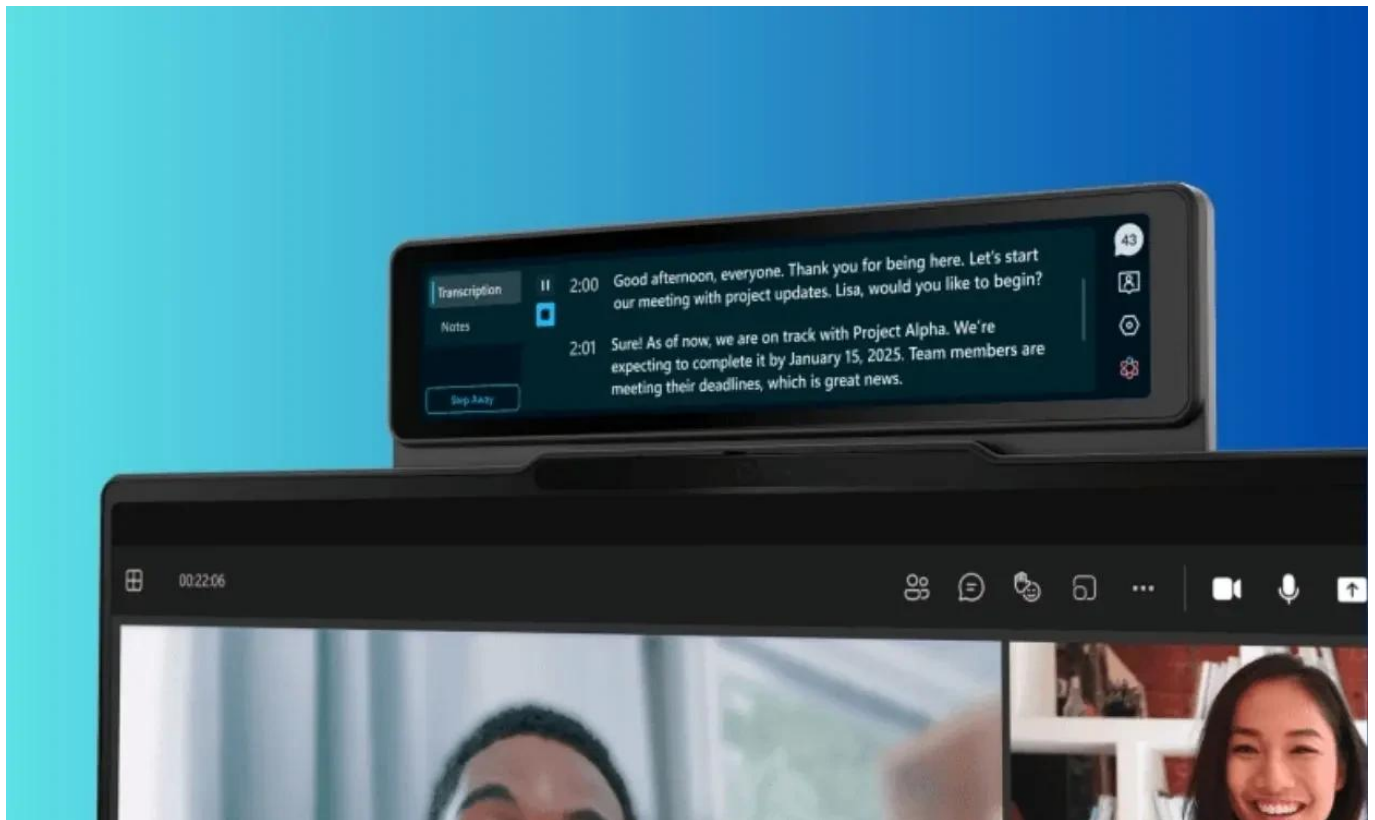 Transcription
Notes
Step Away
2:00
Good afternoon, everyone. Thank you for being here. Let's start
our meeting with project updates. Lisa, would you like to begin?
2:01
Sure! As of now, we are on track with Project Alpha. We're
expecting to complete it by January 15, 2025. Team members are
meeting their deadlines, which is great news.
43
00:22:06